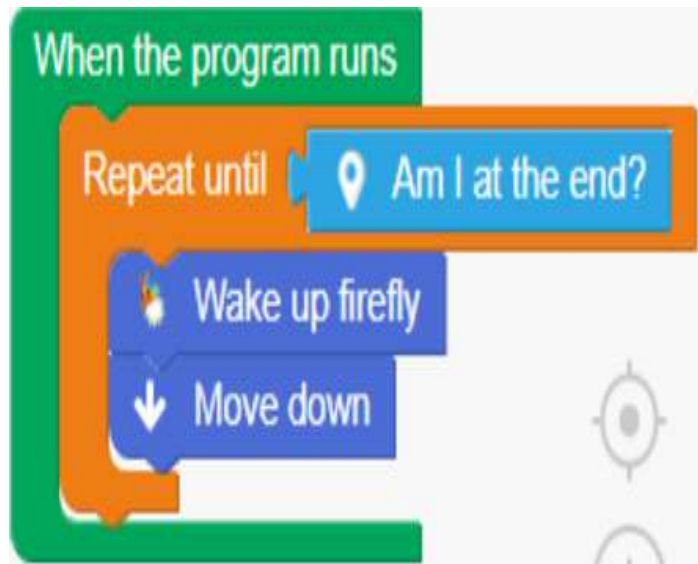 When the program runs
Repeat until Am I at the end?
Wake up firefly
Move down